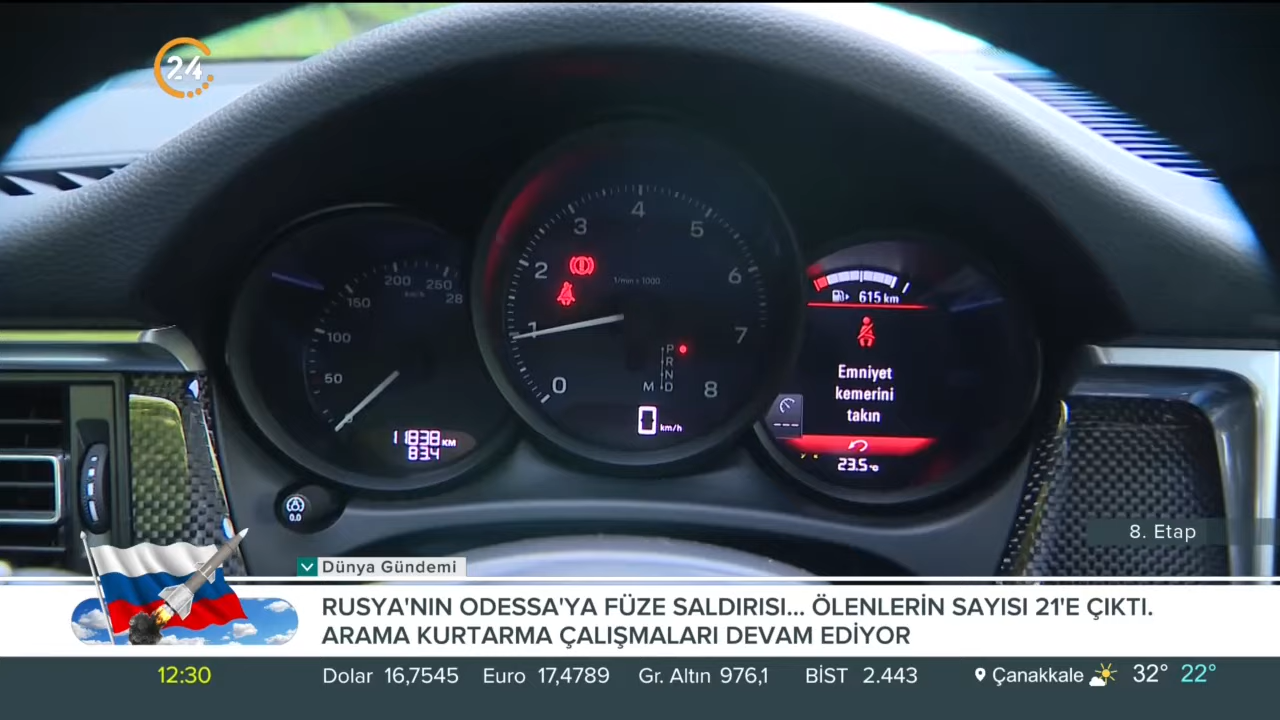 24
0
1
2
3
4
5
6
7
8
1/min × 1000
50
100
150
200
250
28
km/h
11838 KM
83.4
P
R
N
M D
0 km/h
615 km
Emniyet
kemerini
takın
---
23.5 °C
0.0
8. Etap
Dünya Gündemi
RUSYA'NIN ODESSA'YA FÜZE SALDIRISI... ÖLENLERİN SAYISI 21'E ÇIKTI.
ARAMA KURTARMA ÇALIŞMALARI DEVAM EDİYOR
12:30 Dolar 16,7545 Euro 17,4789 Gr. Altın 976,1 BİST 2.443 Çanakkale 32° 22°